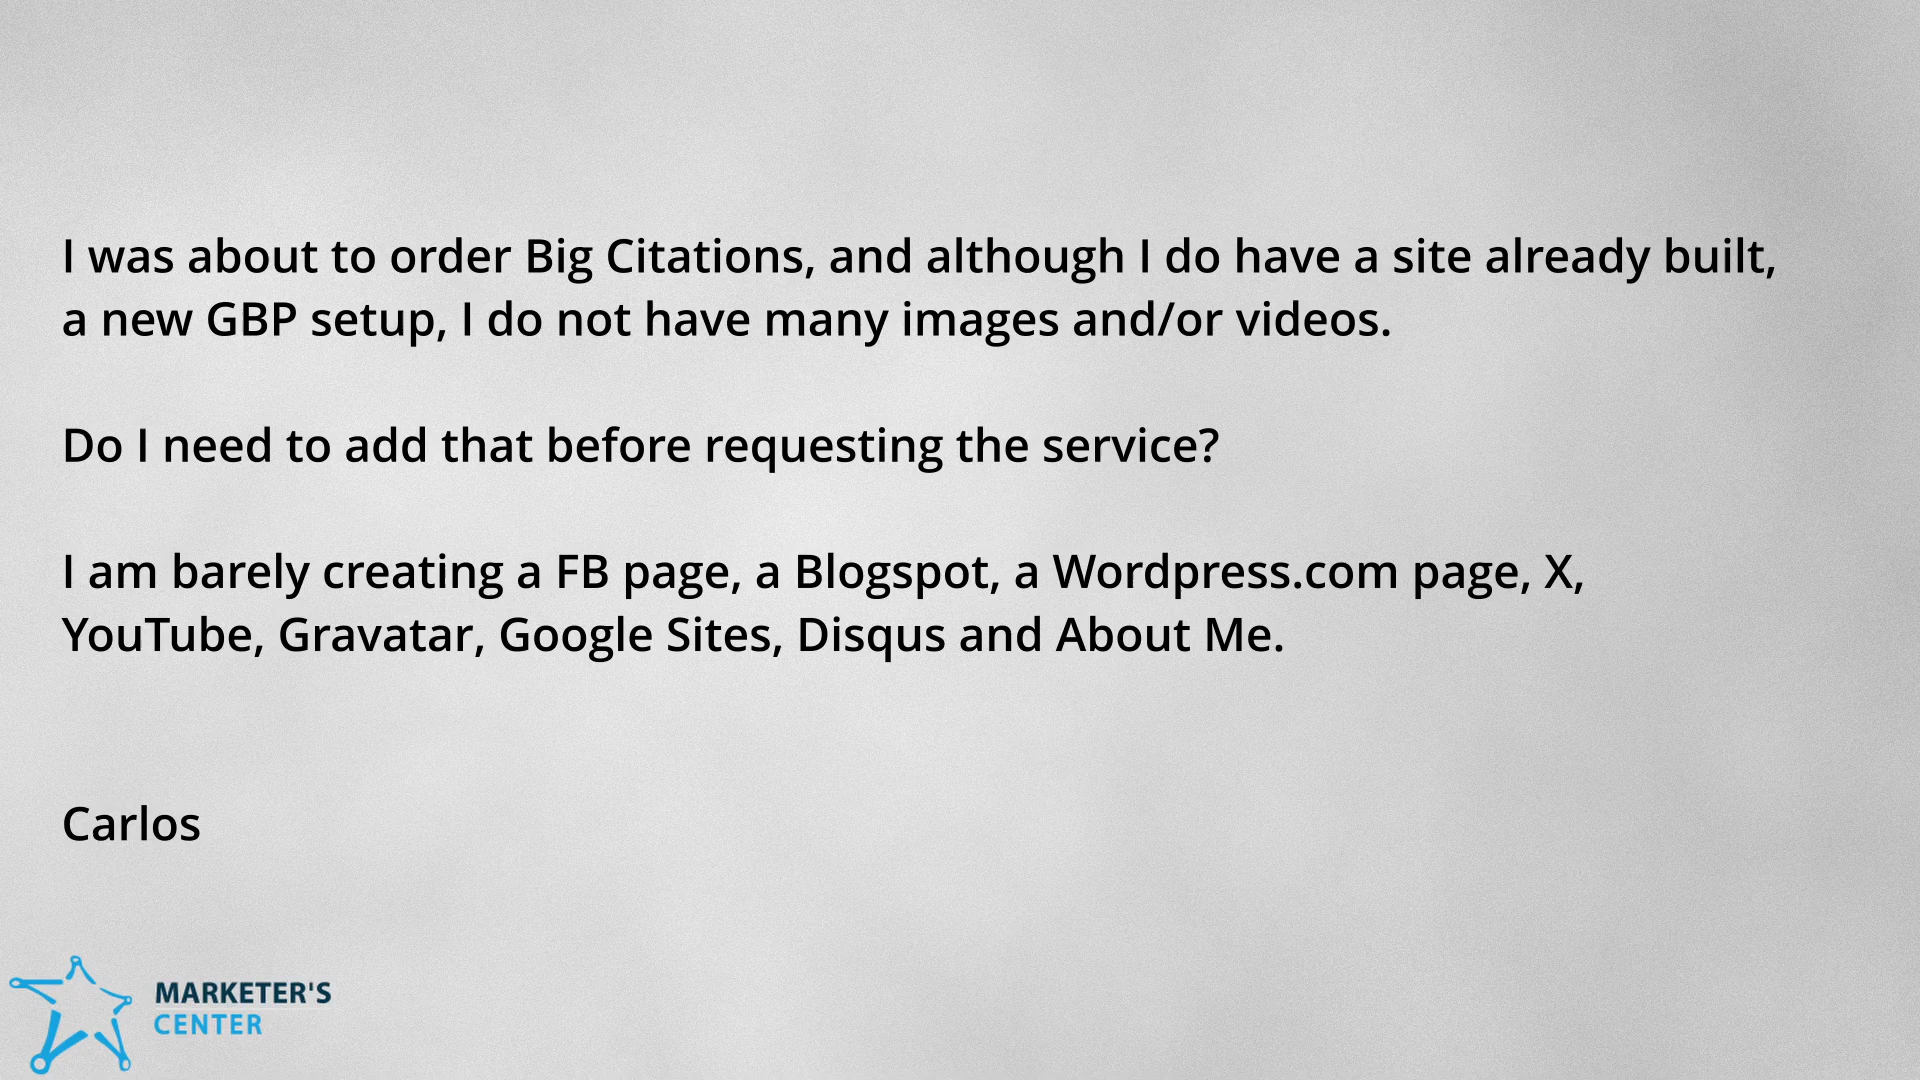 I was about to order Big Citations, and although I do have a site already built,
a new GBP setup, I do not have many images and/or videos.
Do I need to add that before requesting the service?
I am barely creating a FB page, a Blogspot, a Wordpress.com page, X,
YouTube, Gravatar, Google Sites, Disqus and About Me.
Carlos
MARKETER'S
CENTER